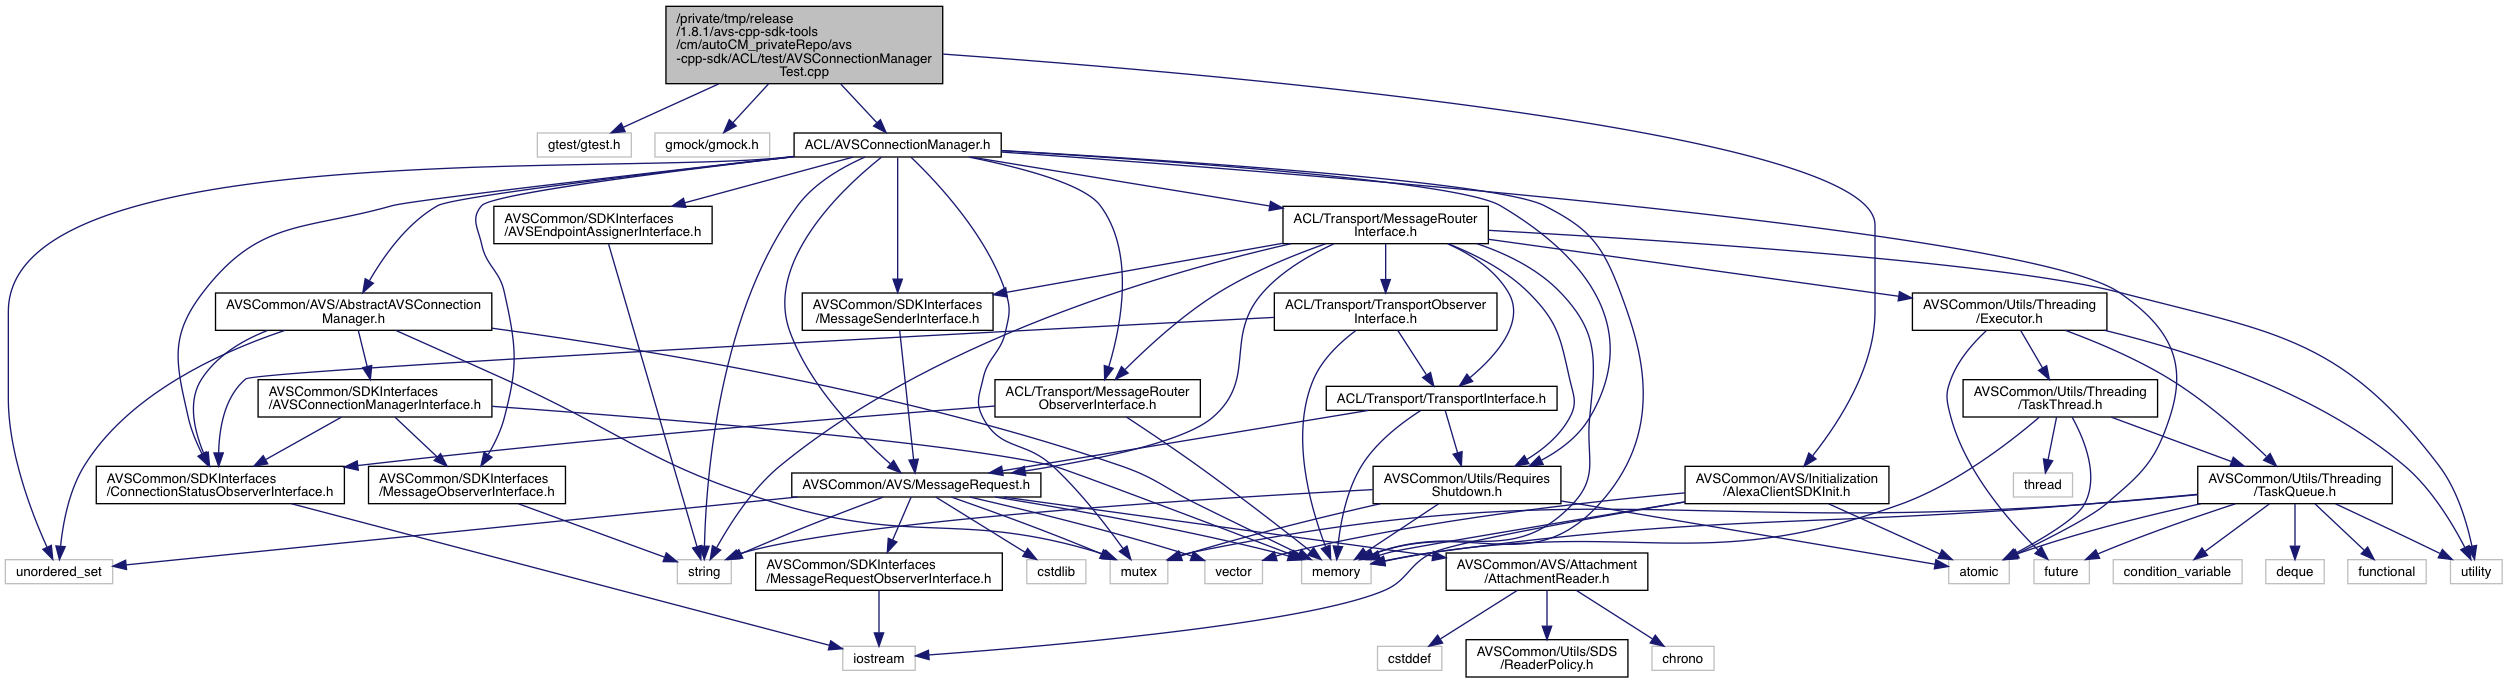 /private/tmp/release
/1.8.1/avs-cpp-sdk-tools
/cm/autoCM_privateRepo/avs
-cpp-sdk/ACL/test/AVSConnectionManager
Test.cpp
gtest/gtest.h
gmock/gmock.h
ACL/AVSConnectionManager.h
AVSCommon/SDKInterfaces
/AVSEndpointAssignerInterface.h
ACL/Transport/MessageRouter
Interface.h
AVSCommon/AVS/AbstractAVSConnection
Manager.h
AVSCommon/SDKInterfaces
/MessageSenderInterface.h
ACL/Transport/TransportObserver
Interface.h
AVSCommon/Utils/Threading
/Executor.h
AVSCommon/SDKInterfaces
/AVSConnectionManagerInterface.h
ACL/Transport/MessageRouter
ObserverInterface.h
ACL/Transport/TransportInterface.h
AVSCommon/Utils/Threading
/TaskThread.h
AVSCommon/SDKInterfaces
/ConnectionStatusObserverInterface.h
AVSCommon/SDKInterfaces
/MessageObserverInterface.h
AVSCommon/AVS/MessageRequest.h
AVSCommon/Utils/Requires
Shutdown.h
AVSCommon/AVS/Initialization
/AlexaClientSDKInit.h
thread
AVSCommon/Utils/Threading
/TaskQueue.h
unordered_set
string
AVSCommon/SDKInterfaces
/MessageRequestObserverInterface.h
cstdlib
mutex
vector
memory
AVSCommon/AVS/Attachment
/AttachmentReader.h
atomic
future
condition_variable
deque
functional
utility
iostream
cstddef
AVSCommon/Utils/SDS
/ReaderPolicy.h
chrono